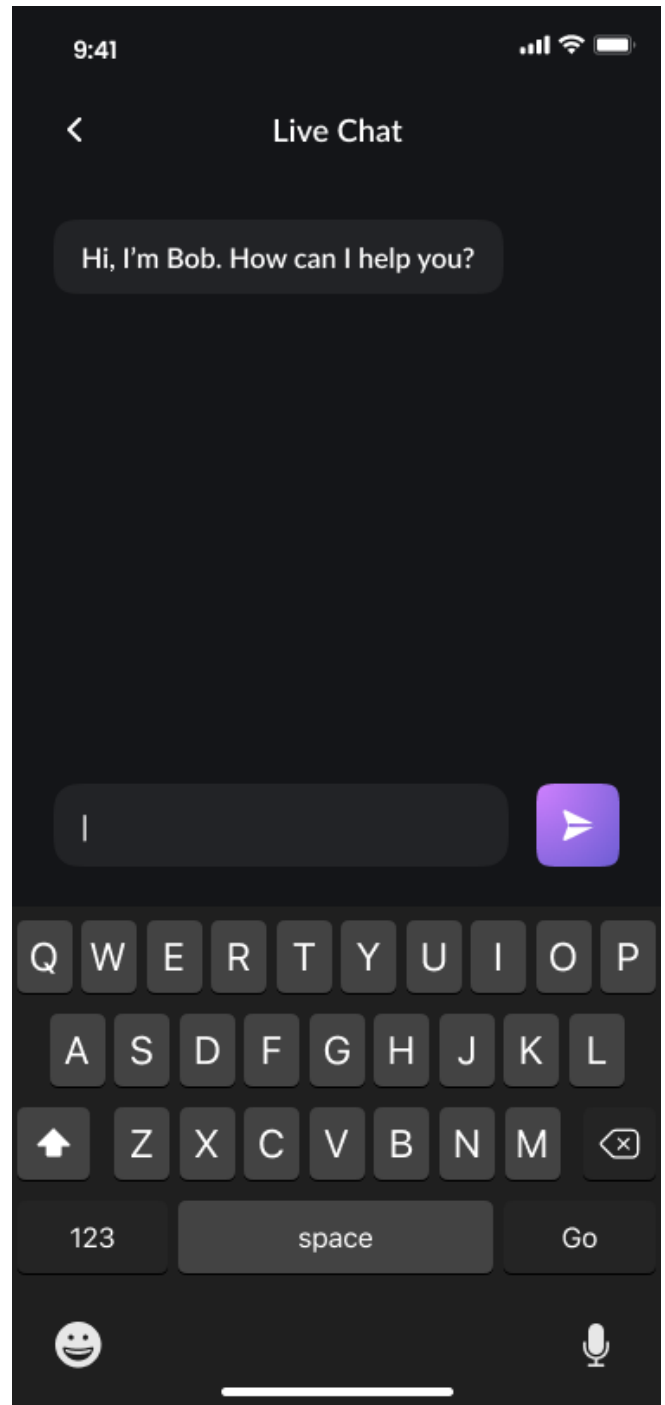 9:41
Live Chat
Hi, I’m Bob. How can I help you?
Q W E R T Y U I O P
A S D F G H J K L
Z X C V B N M
123 space Go